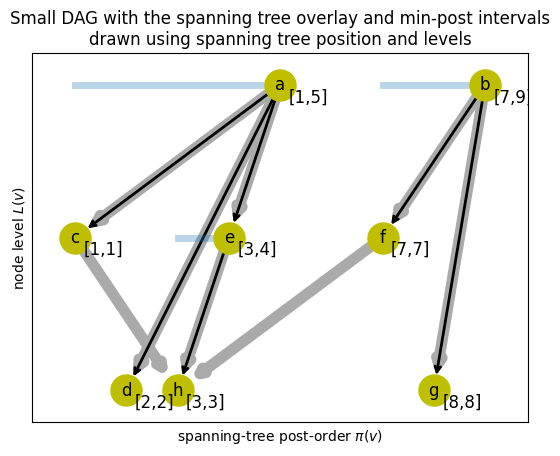 Small DAG with the spanning tree overlay and min-post intervals
drawn using spanning tree position and levels
a
[1,5]
b
[7,9]
node level L(v)
c
[1,1]
e
[3,4]
f
[7,7]
d
[2,2]
h
[3,3]
g
[8,8]
spanning-tree post-order π(v)